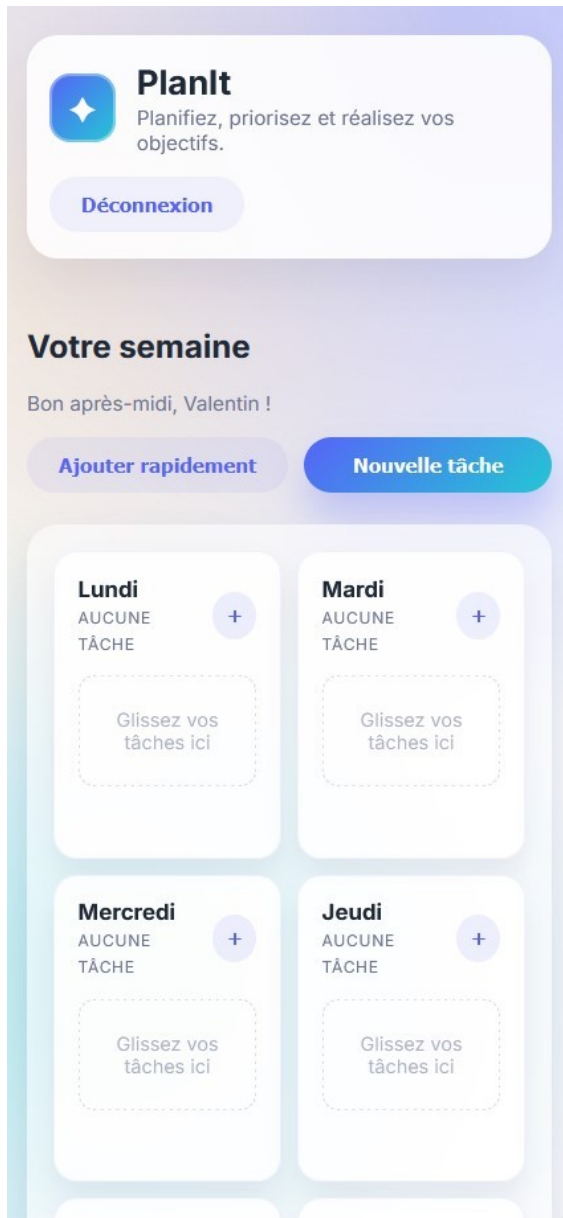 PlanIt
Planifiez, priorisez et réalisez vos
objectifs.
Déconnexion
Votre semaine
Bon après-midi, Valentin !
Ajouter rapidement
Nouvelle tâche
Lundi
AUCUNE
TÂCHE
+
Glissez vos
tâches ici
Mardi
AUCUNE
TÂCHE
+
Glissez vos
tâches ici
Mercredi
AUCUNE
TÂCHE
+
Glissez vos
tâches ici
Jeudi
AUCUNE
TÂCHE
+
Glissez vos
tâches ici